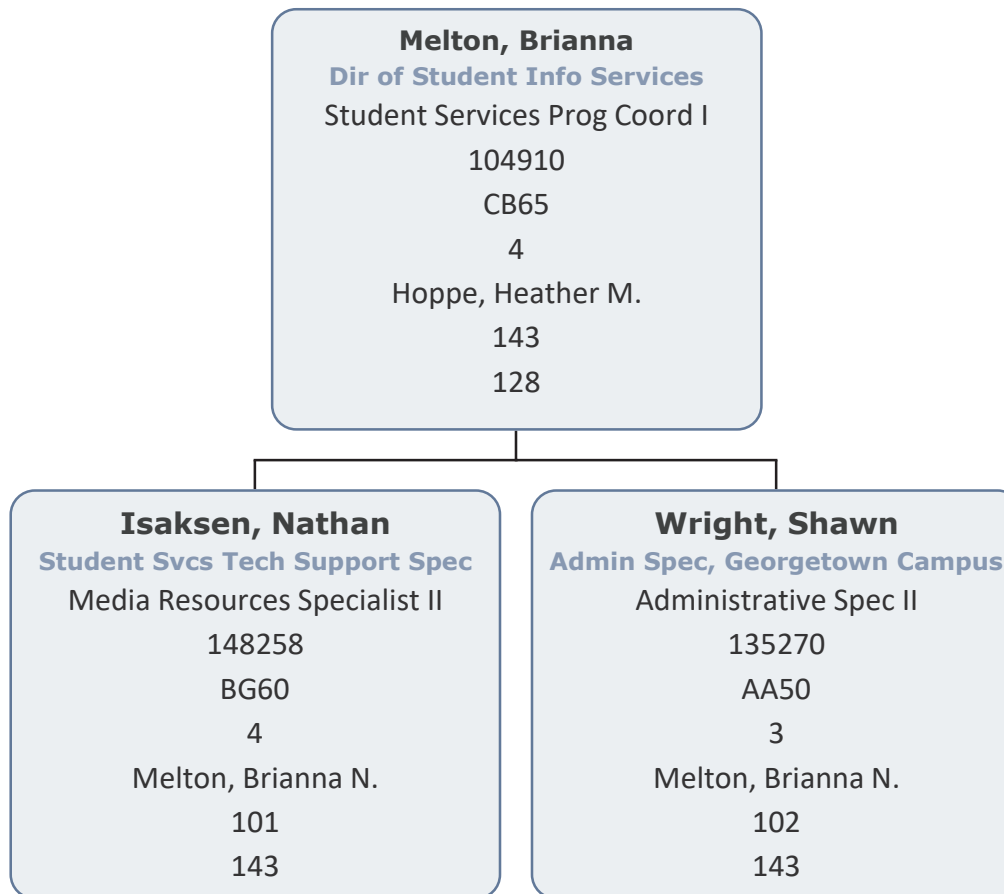 Melton, Brianna
Dir of Student Info Services
Student Services Prog Coord I
104910
CB65
4
Hoppe, Heather M.
143
128
Isaksen, Nathan
Student Svcs Tech Support Spec
Media Resources Specialist II
148258
BG60
4
Melton, Brianna N.
101
143
Wright, Shawn
Admin Spec, Georgetown Campus
Administrative Spec II
135270
AA50
3
Melton, Brianna N.
102
143